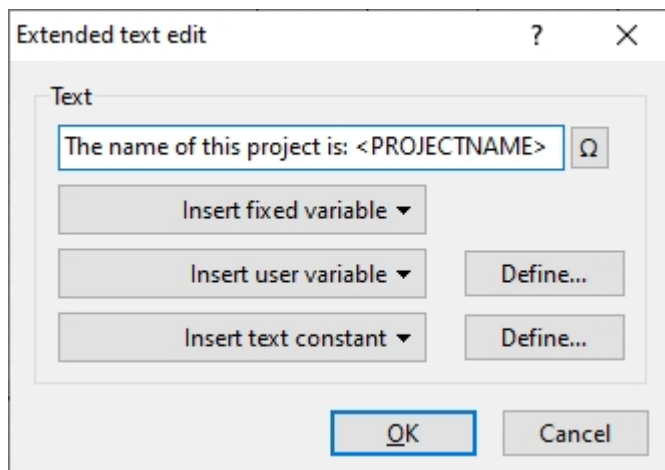 Extended text edit ?
Text
The name of this project is: <PROJECTNAME> Ω
Insert fixed variable
Insert user variable Define...
Insert text constant Define...
OK Cancel